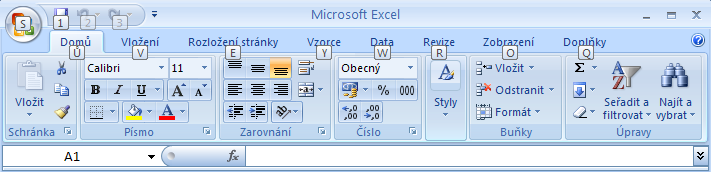 Microsoft Excel
S 1 2 3
Domů Vložení Rozložení stránky Vzorce Data Revize Zobrazení Doplňky
Ü V E Y W R O Q
Vložit
Schránka
Calibri 11
B I U A A
A
Písmo
Zarovnání
Obecný
% 000
,0 ,00
,00 ,0
Číslo
A
Styly
Vložit
Odstranit
Formát
Buňky
Σ
A
Z
Seřadit a
filtrovat
Najít a
vybrat
Úpravy
A1 fx